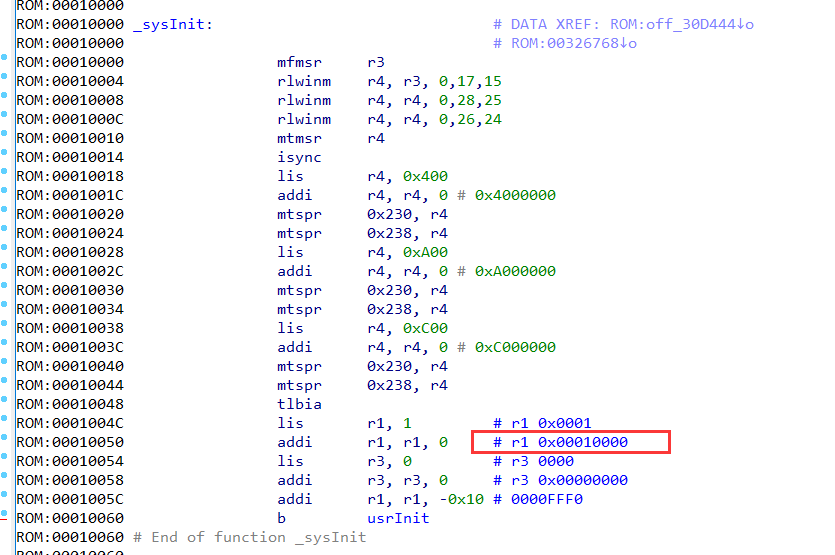 ROM:00010000
ROM:00010000 _sysInit: # DATA XREF: ROM:off_30D444↓o
ROM:00010000 # ROM:00326768↓o
ROM:00010000 mfmsr r3
ROM:00010004 rlwinm r4, r3, 0,17,15
ROM:00010008 rlwinm r4, r4, 0,28,25
ROM:0001000C rlwinm r4, r4, 0,26,24
ROM:00010010 mtmsr r4
ROM:00010014 isync
ROM:00010018 lis r4, 0x400
ROM:0001001C addi r4, r4, 0 # 0x4000000
ROM:00010020 mtspr 0x230, r4
ROM:00010024 mtspr 0x238, r4
ROM:00010028 lis r4, 0xA00
ROM:0001002C addi r4, r4, 0 # 0xA000000
ROM:00010030 mtspr 0x230, r4
ROM:00010034 mtspr 0x238, r4
ROM:00010038 lis r4, 0xC00
ROM:0001003C addi r4, r4, 0 # 0xC000000
ROM:00010040 mtspr 0x230, r4
ROM:00010044 mtspr 0x238, r4
ROM:00010048 tlbia
ROM:0001004C lis r1, 1 # r1 0x0001
ROM:00010050 addi r1, r1, 0 # r1 0x00010000
ROM:00010054 lis r3, 0 # r3 0000
ROM:00010058 addi r3, r3, 0 # r3 0x00000000
ROM:0001005C addi r1, r1, -0x10 # 0000FFF0
ROM:00010060 b usrInit
ROM:00010060 # End of function _sysInit
ROM:00010060